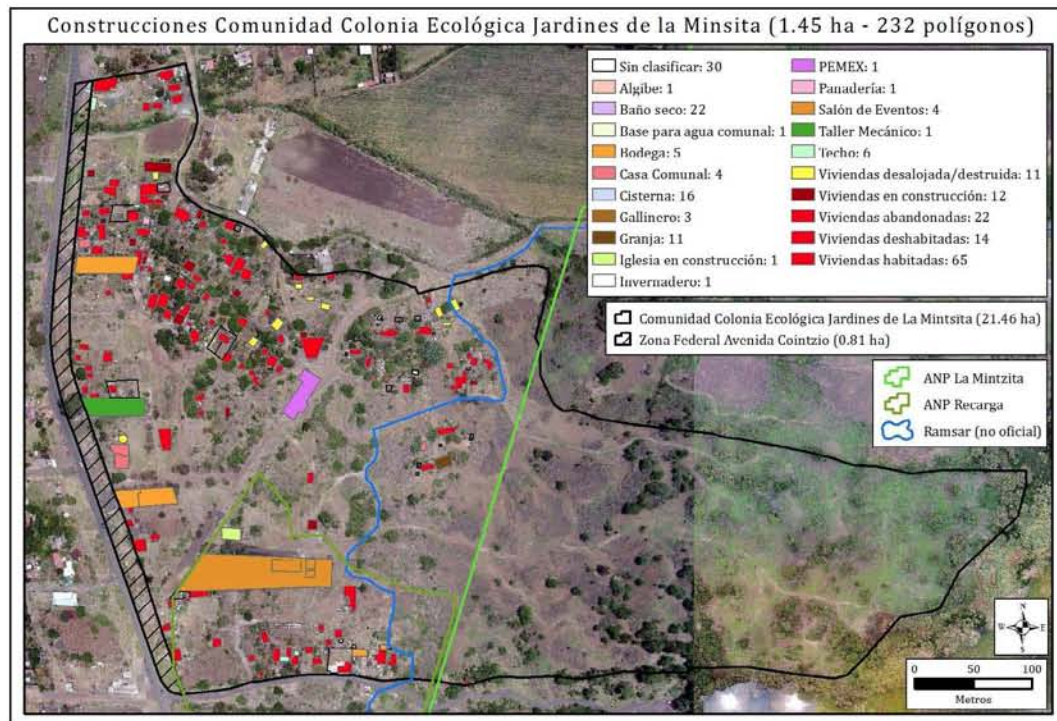 Construcciones Comunidad Colonia Ecológica Jardines de la Minsita (1.45 ha - 232 polígonos)
Sin clasificar: 30
Algibe: 1
Baño seco: 22
Base para agua comunal: 1
Bodega: 5
Casa Comunal: 4
Cisterna: 16
Gallinero: 3
Granja: 11
Iglesia en construcción: 1
Invernadero: 1
PEMEX: 1
Panadería: 1
Salón de Eventos: 4
Taller Mecánico: 1
Techo: 6
Viviendas desalojada/destruida: 11
Viviendas en construcción: 12
Viviendas abandonadas: 22
Viviendas deshabitadas: 14
Viviendas habitadas: 65
Comunidad Colonia Ecológica Jardines de La Mintsita (21.46 ha)
Zona Federal Avenida Cointzio (0.81 ha)
ANP La Mintzita
ANP Recarga
Ramsar (no oficial)
N
W E
S
0 50 100
Metros